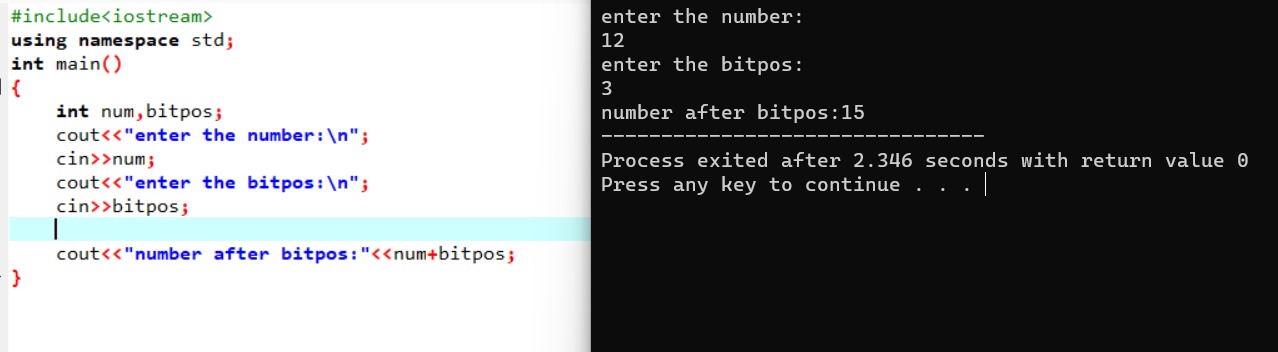 #include<iostream>
using namespace std;
int main()
{
    int num,bitpos;
    cout<<"enter the number:\n";
    cin>>num;
    cout<<"enter the bitpos:\n";
    cin>>bitpos;
    cout<<"number after bitpos:"<<num+bitpos;
}
enter the number:
12
enter the bitpos:
3
number after bitpos:15
--------------------------------
Process exited after 2.346 seconds with return value 0
Press any key to continue . . .